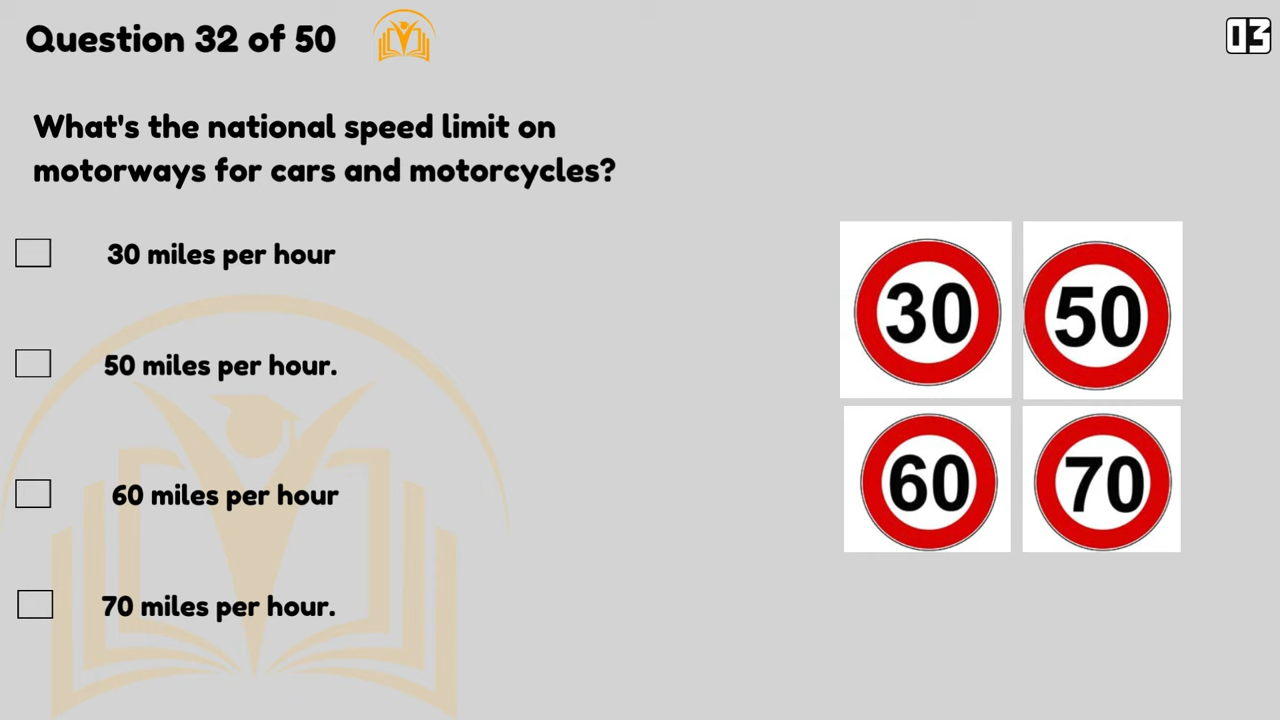 Question 32 of 50
03
What's the national speed limit on
motorways for cars and motorcycles?
30 miles per hour
50 miles per hour.
60 miles per hour
70 miles per hour.
30
50
60
70